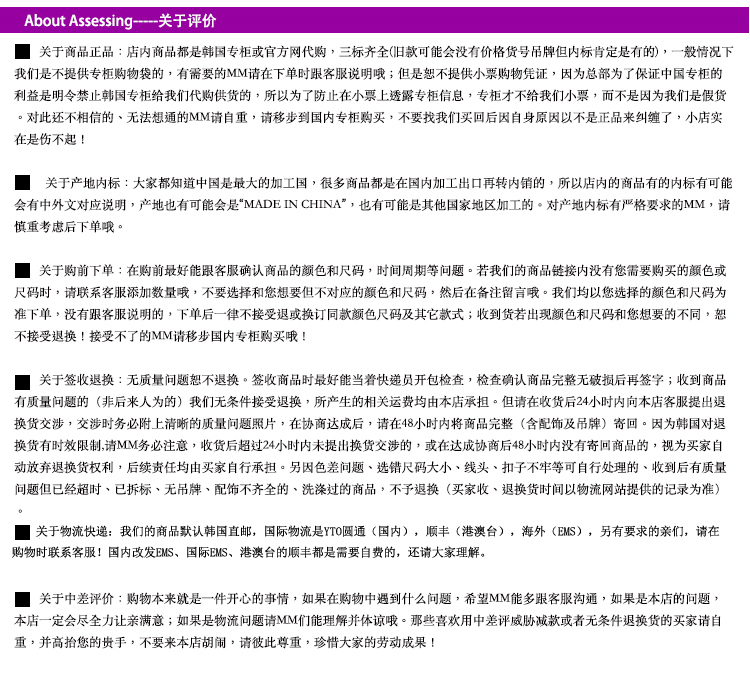 About Assessing-----关于评价
关于商品正品：店内商品都是韩国专柜或官方网代购，三标齐全(旧款可能会没有价格货号吊牌但内标肯定是有的)，一般情况下
我们是不提供专柜购物袋的，有需要的MM请在下单时跟客服说明哦；但是恕不提供小票购物凭证，因为总部为了保证中国专柜的
利益是明令禁止韩国专柜给我们代购供货的，所以为了防止在小票上透露专柜信息，专柜才不给我们小票，而不是因为我们是假货
。对此还不相信的、无法想通的MM请自重，请移步到国内专柜购买，不要找我们买回后因自身原因以不是正品来纠缠了，小店实
在是伤不起！
关于产地内标：大家都知道中国是最大的加工国，很多商品都是在国内加工出口再转内销的，所以店内的商品有的内标有可能
会有中外文对应说明，产地也有可能会是“MADE IN CHINA”，也有可能是其他国家地区加工的。对产地内标有严格要求的MM，请
慎重考虑后下单哦。
关于购前下单：在购前最好能跟客服确认商品的颜色和尺码，时间周期等问题。若我们的商品链接内没有您需要购买的颜色或
尺码时，请联系客服添加数量哦，不要选择和您想要但不对应的颜色和尺码，然后在备注留言哦。我们均以您选择的颜色和尺码为
准下单，没有跟客服说明的，下单后一律不接受退或换订同款颜色尺码及其它款式；收到货若出现颜色和尺码和您想要的不同，恕
不接受退换！接受不了的MM请移步国内专柜购买哦！
关于签收退换：无质量问题恕不退换。签收商品时最好能当着快递员开包检查，检查确认商品完整无破损后再签字；收到商品
有质量问题的（非后来人为的）我们无条件接受退换，所产生的相关运费均由本店承担。但请在收货后24小时内向本店客服提出退
换货交涉，交涉时务必附上清晰的质量问题照片，在协商达成后，请在48小时内将商品完整（含配饰及吊牌）寄回。因为韩国对退
换货有时效限制,请MM务必注意，收货后超过24小时内未提出换货交涉的，或在达成协商后48小时内没有寄回商品的，视为买家自
动放弃退换货权利，后续责任均由买家自行承担。另因色差问题、选错尺码大小、线头、扣子不牢等可自行处理的、收到后有质量
问题但已经超时、已拆标、无吊牌、配饰不齐全的、洗涤过的商品，不予退换（买家收、退换货时间以物流网站提供的记录为准）
。
关于物流快递：我们的商品默认韩国直邮，国际物流是YTO圆通（国内），顺丰（港澳台），海外（EMS），另有要求的亲们，请在
购物时联系客服！国内改发EMS、国际EMS、港澳台的顺丰都是需要自费的，还请大家理解。
关于中差评价：购物本来就是一件开心的事情，如果在购物中遇到什么问题，希望MM能多跟客服沟通，如果是本店的问题，
本店一定会尽全力让亲满意；如果是物流问题请MM们能理解并体谅哦。那些喜欢用中差评威胁减款或者无条件退换货的买家请自
重，并高抬您的贵手，不要来本店胡闹，请彼此尊重，珍惜大家的劳动成果！